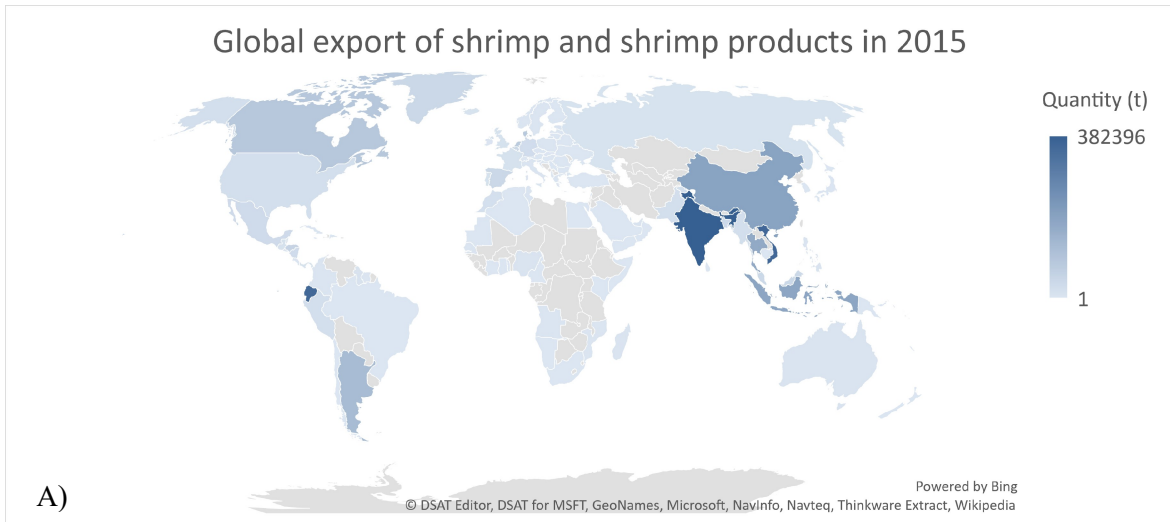 Global export of shrimp and shrimp products in 2015
Quantity (t)
382396
1
A)
Powered by Bing
© DSAT Editor, DSAT for MSFT, GeoNames, Microsoft, NavInfo, Navteq, Thinkware Extract, Wikipedia